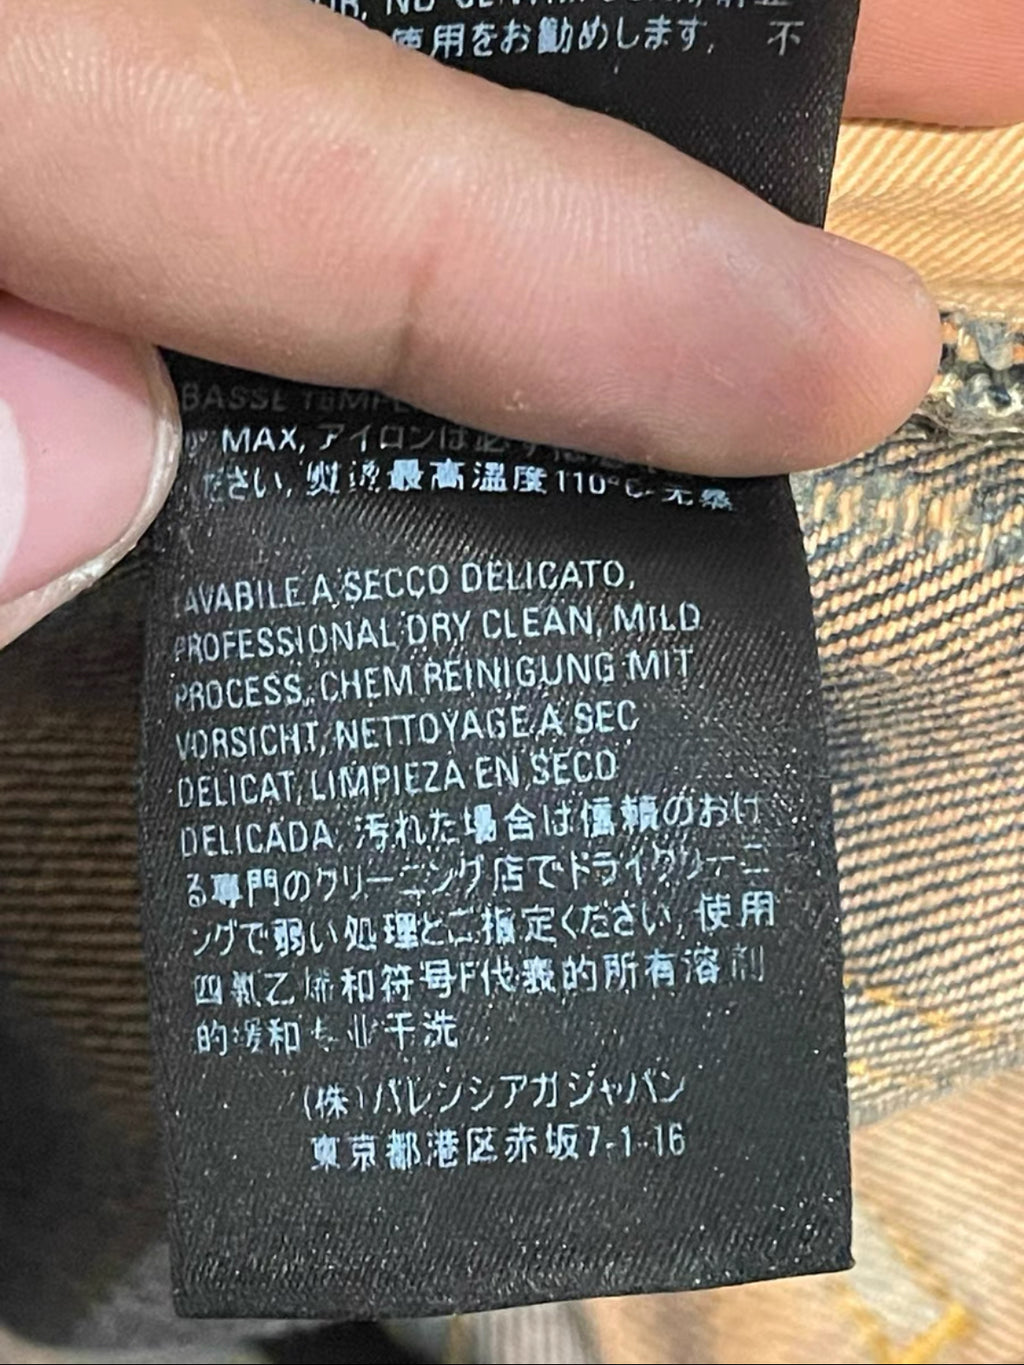 使用をお勧めします, 不
BASSE
MAX, アイロンは必ず
ださい, 最高温度110°C
LAVABILE A SECCO DELICATO,
PROFESSIONAL DRY CLEAN, MILD
PROCESS, CHEM REINIGUNG MIT
VORSICHT, NETTOYAGE A SEC
DELICAT, LIMPIEZA EN SECO
DELICADA, 汚れた場合は信頼のおけ
る専門のクリーニング店でドライクリーニ
ングで弱い処理とご指定ください, 使用
四氯乙烯和符号F代表的所有溶剂
的缓和专业干洗
(株)バレンシアガジャパン
東京都港区赤坂7-1-16